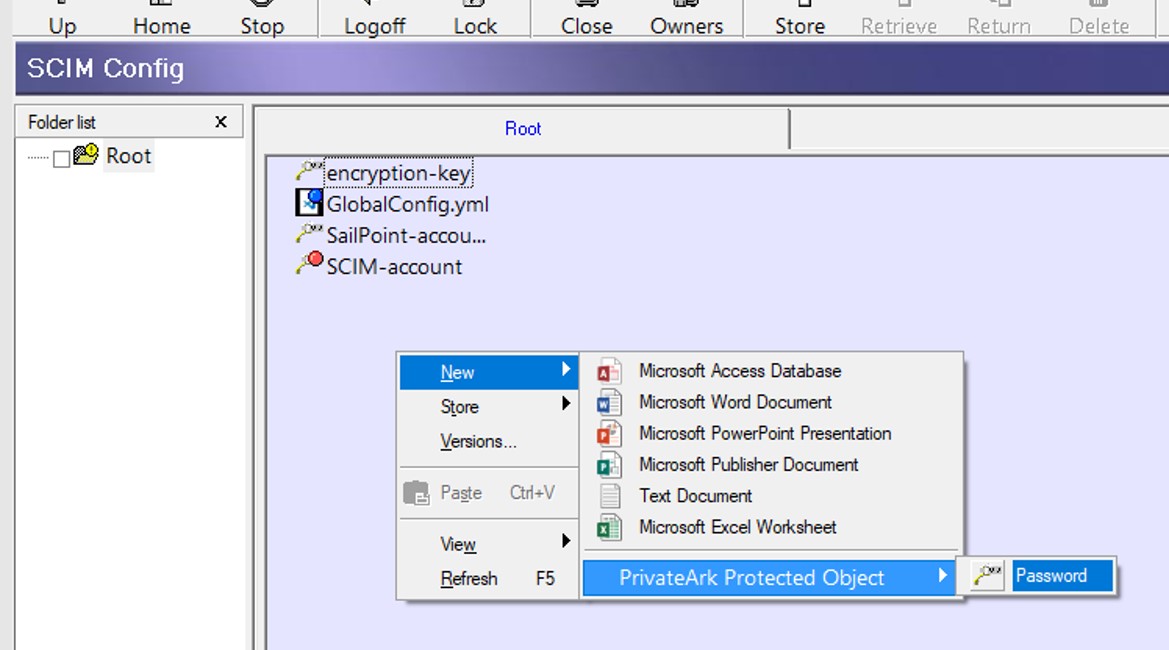 Up Home Stop Logoff Lock Close Owners Store Retrieve Return Delete
SCIM Config
Folder list x
Root
Root
encryption-key
GlobalConfig.yml
SailPoint-accou...
SCIM-account
New
Store
Versions...
Paste Ctrl+V
View
Refresh F5
Microsoft Access Database
Microsoft Word Document
Microsoft PowerPoint Presentation
Microsoft Publisher Document
Text Document
Microsoft Excel Worksheet
PrivateArk Protected Object
Password